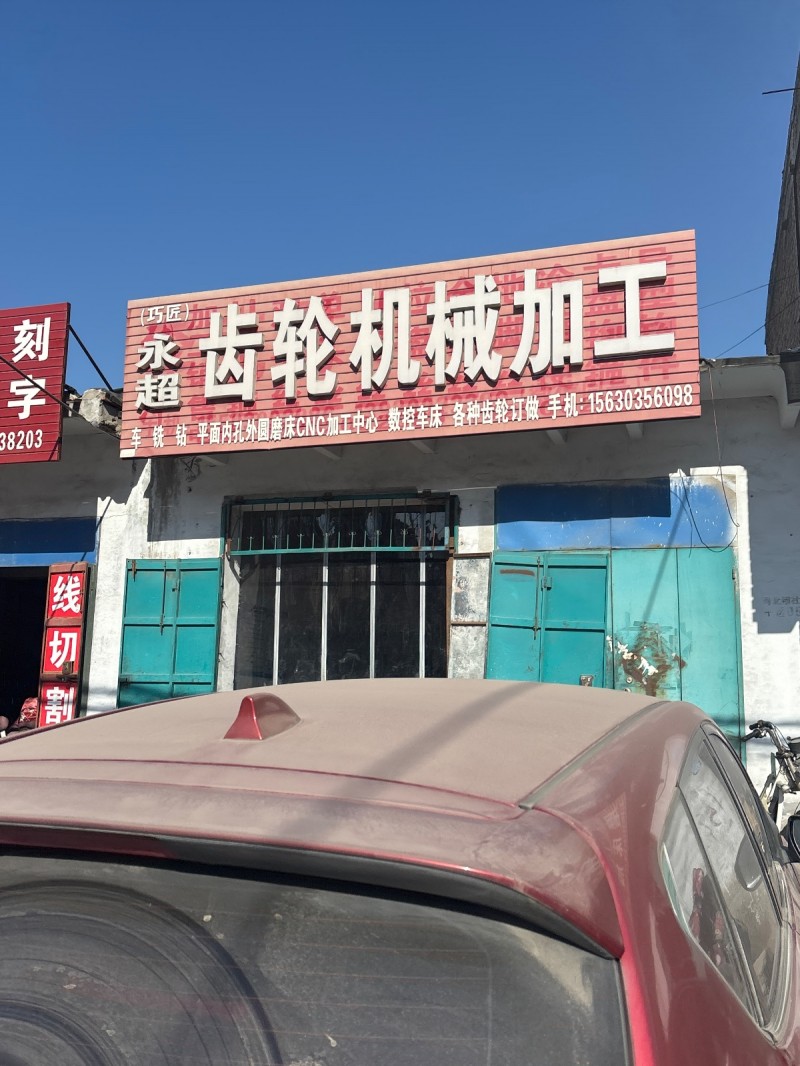 刻
字
38203
(巧匠)
永超
齿轮机械加工
车 铣 钻 平面内孔外圆磨床CNC加工中心 数控车床 各种齿轮订做 手机:15630356098
线
切
割